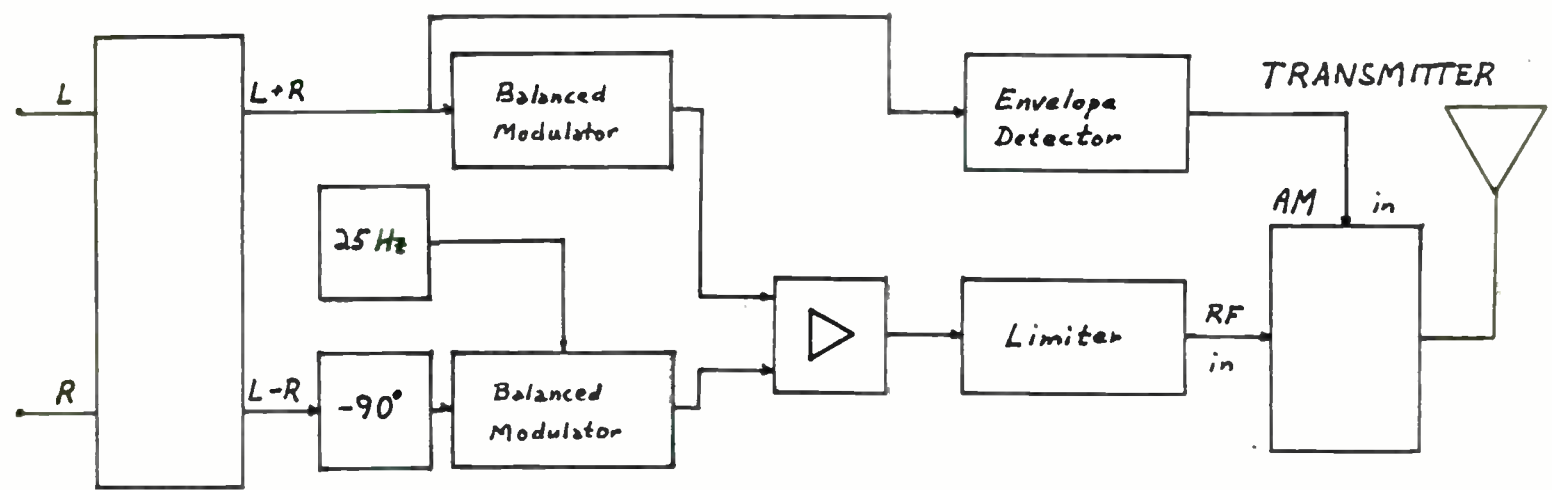 TRANSMITTER
L
L+R
Balanced
Modulator
Envelope
Detector
AM in
25 Hz
Limiter
RF
in
R
L-R
-90°
Balanced
Modulator